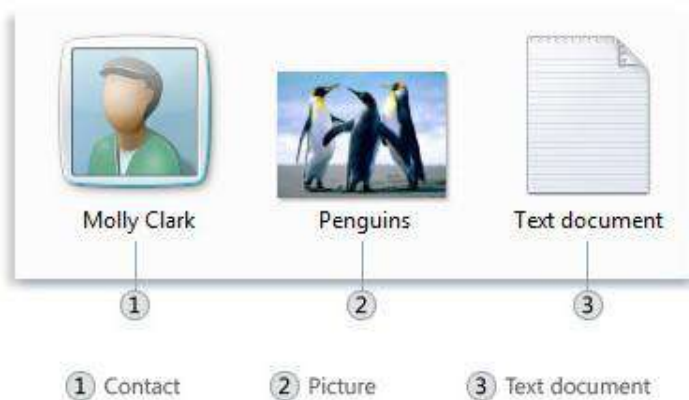 Molly Clark Penguins Text document
1 2 3
1 Contact 2 Picture 3 Text document